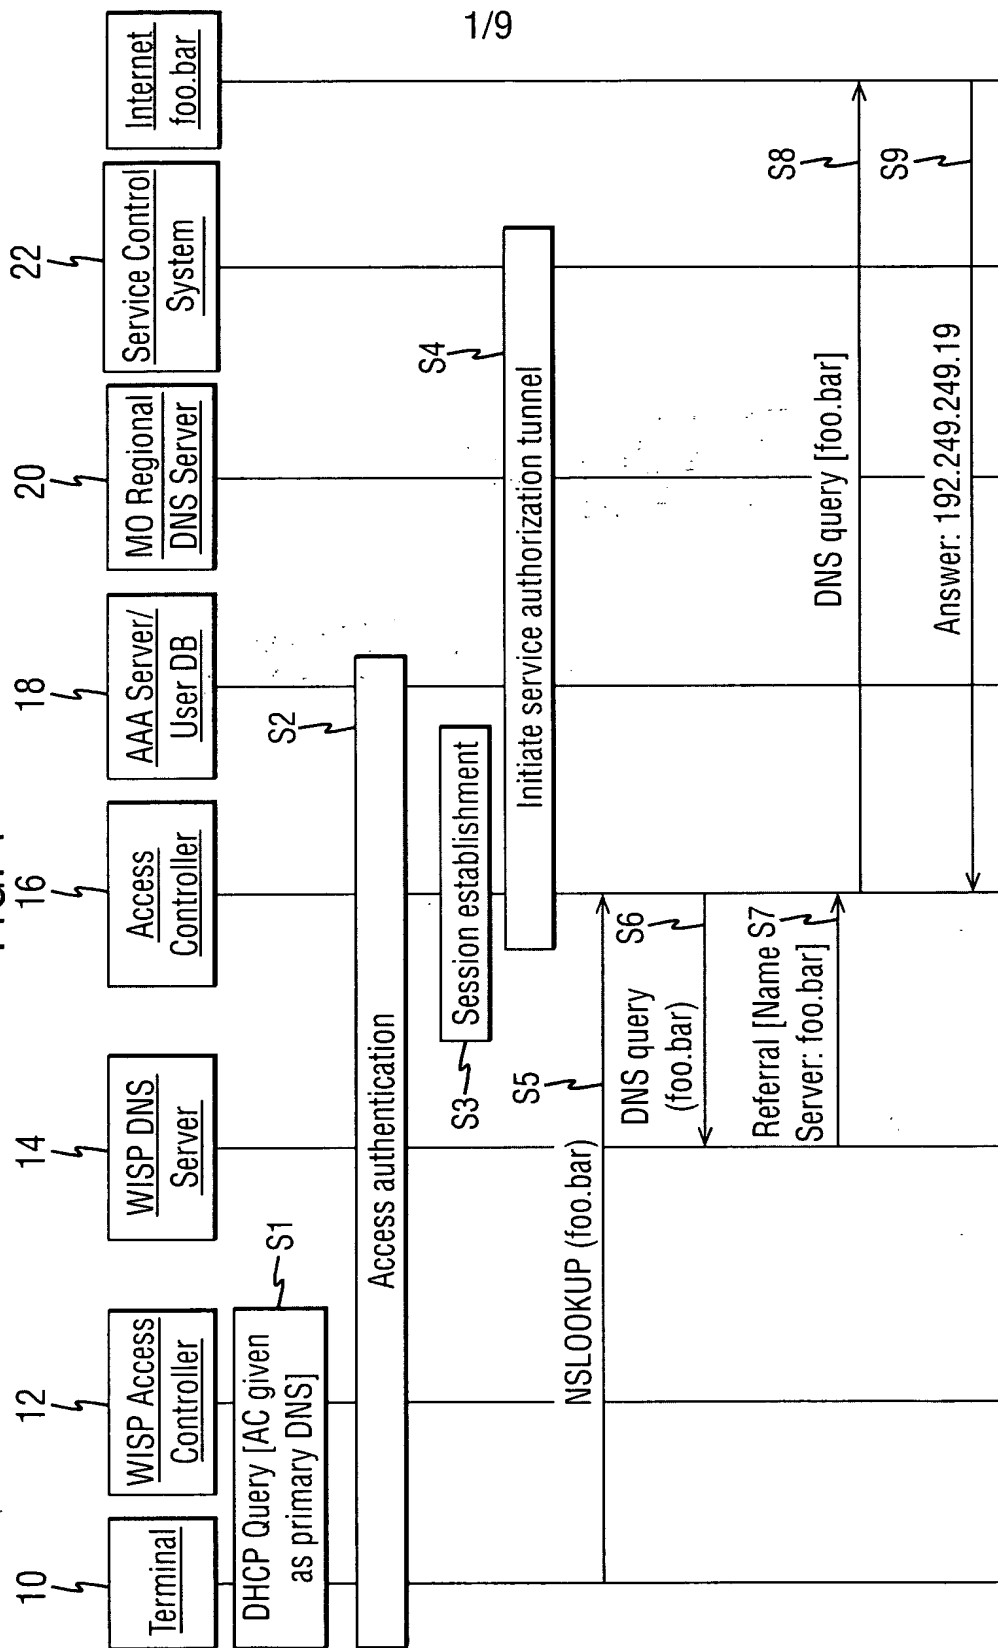 1/9
10
12
14
16
18
20
22
Terminal
WISP Access
Controller
WISP DNS
Server
Access
Controller
AAA Server/
User DB
MO Regional
DNS Server
Service Control
System
Internet
foo.bar
DHCP Query [AC given
as primary DNS]
S1
Access authentication
S2
S3
Session establishment
S4
Initiate service authorization tunnel
NSLOOKUP (foo.bar)
S5
DNS query
(foo.bar)
S6
Referral [Name
Server: foo.bar]
S7
DNS query [foo.bar]
S8
Answer: 192.249.249.19
S9